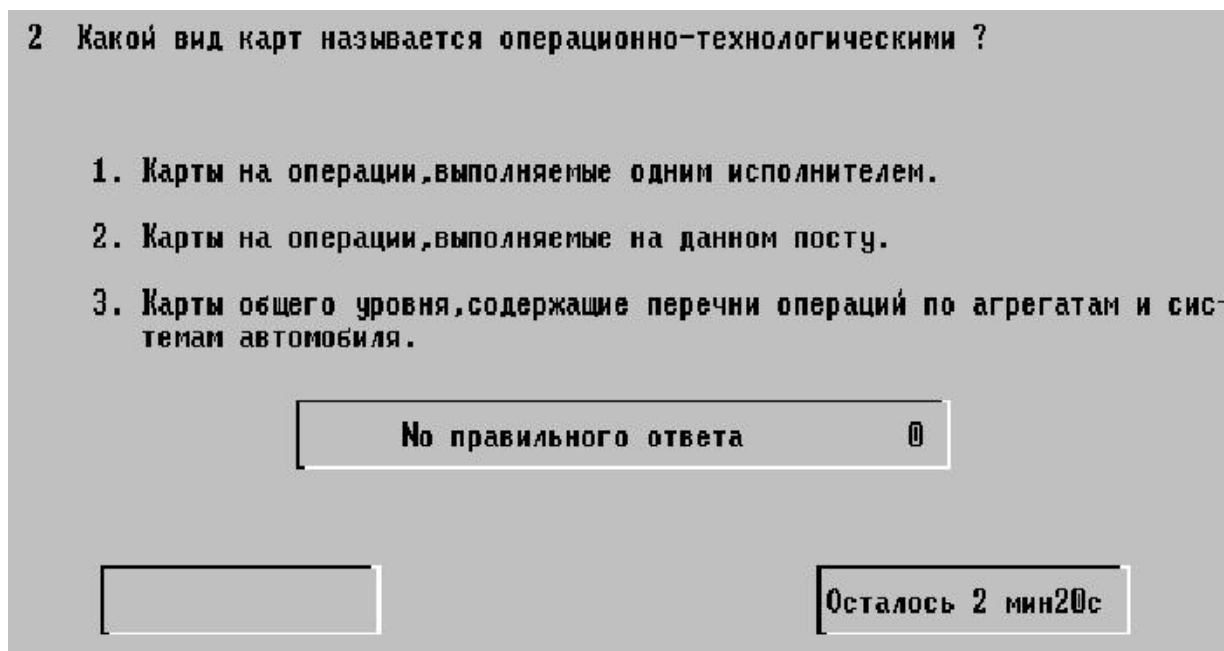 2 Какой вид карт называется операционно-технологическими ?
1. Карты на операции,выполняемые одним исполнителем.
2. Карты на операции,выполняемые на данном посту.
3. Карты общего уровня,содержащие перечни операций по агрегатам и сис-
темам автомобиля.
No правильного ответа 0
Осталось 2 мин20с